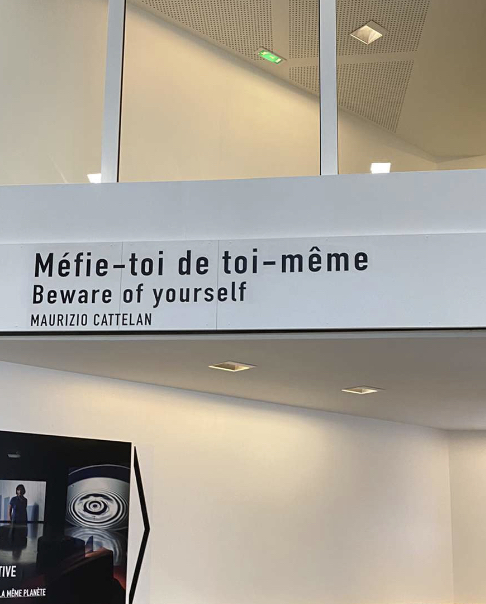 Méfie-toi de toi-même
Beware of yourself
MAURIZIO CATTELAN
TIVE
LA MÊME PLANÈTE